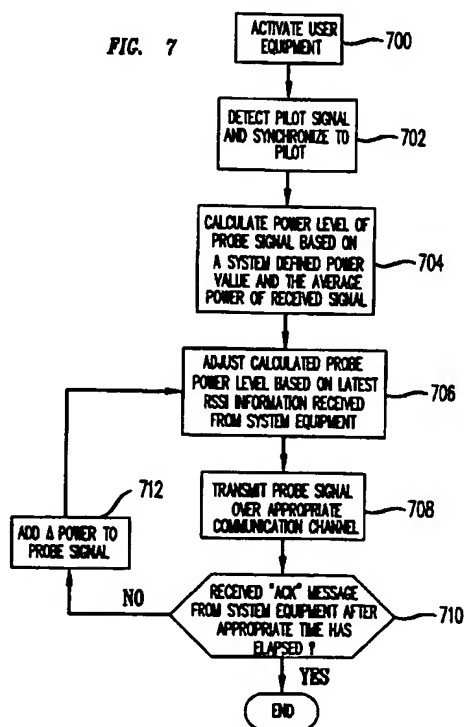 FIG. 7
ACTIVATE USER
EQUIPMENT
700
DETECT PILOT SIGNAL
AND SYNCHRONIZE TO
PILOT
702
CALCULATE POWER LEVEL OF
PROBE SIGNAL BASED ON
A SYSTEM DEFINED POWER
VALUE AND THE AVERAGE
POWER OF RECEIVED SIGNAL
704
ADJUST CALCULATED PROBE
POWER LEVEL BASED ON LATEST
RSSI INFORMATION RECEIVED
FROM SYSTEM EQUIPMENT
706
TRANSMIT PROBE SIGNAL
OVER APPROPRIATE
COMMUNICATION CHANNEL
708
712
ADD Δ POWER TO
PROBE SIGNAL
NO
RECEIVED "ACK" MESSAGE
FROM SYSTEM EQUIPMENT AFTER
APPROPRIATE TIME HAS
ELAPSED ?
710
YES
END